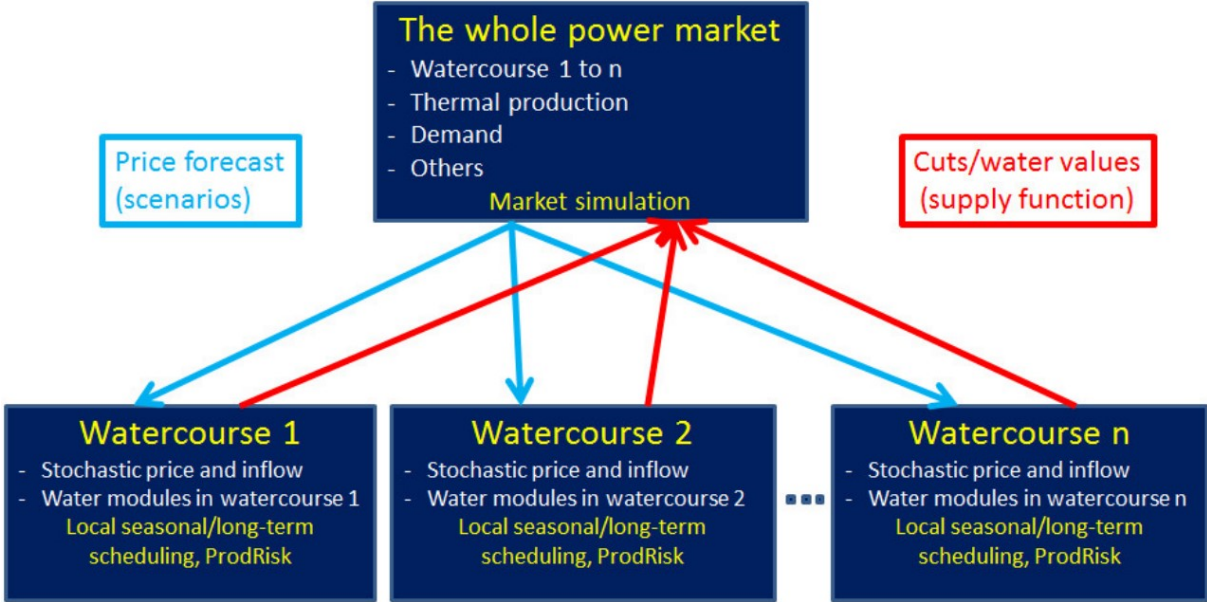 The whole power market
- Watercourse 1 to n
- Thermal production
- Demand
- Others
Market simulation
Price forecast
(scenarios)
Cuts/water values
(supply function)
Watercourse 1
- Stochastic price and inflow
- Water modules in watercourse 1
Local seasonal/long-term
scheduling, ProdRisk
Watercourse 2
- Stochastic price and inflow
- Water modules in watercourse 2
Local seasonal/long-term
scheduling, ProdRisk
Watercourse n
- Stochastic price and inflow
- Water modules in watercourse n
Local seasonal/long-term
scheduling, ProdRisk